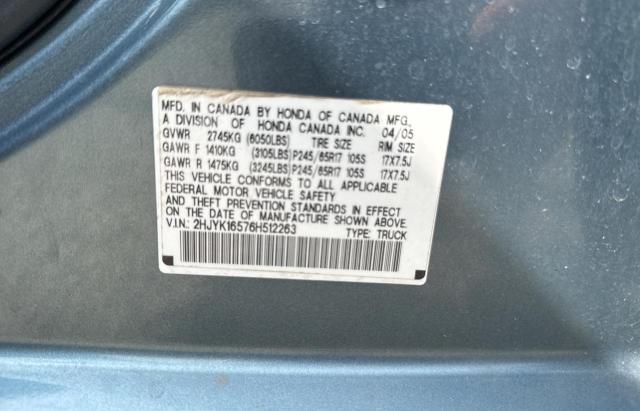 MFD. IN CANADA BY HONDA OF CANADA MFG.,
A DIVISION OF HONDA CANADA INC. 04/05
GVWR 2745KG (6050LBS) TIRE SIZE RIM SIZE
GAWR F 1410KG (3105LBS) P245/65R17 105S 17X7.5J
GAWR R 1475KG (3245LBS) P245/65R17 105S 17X7.5J
THIS VEHICLE CONFORMS TO ALL APPLICABLE
FEDERAL MOTOR VEHICLE SAFETY
AND THEFT PREVENTION STANDARDS IN EFFECT
ON THE DATE OF MANUFACTURE SHOWN ABOVE.
V.I.N.: 2HJYK16576H512263 TYPE: TRUCK